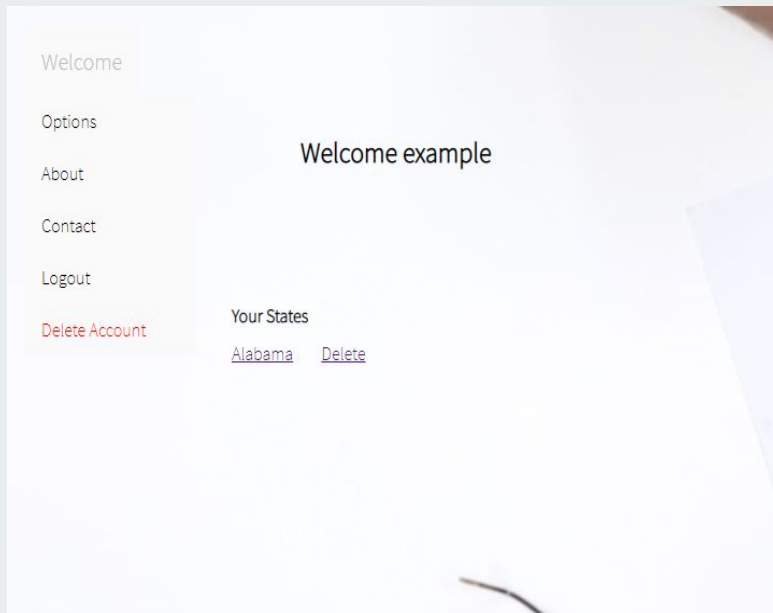 Welcome
Options
About
Contact
Logout
Delete Account
Welcome example
Your States
Alabama Delete